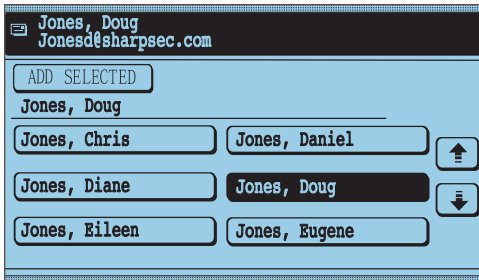 Jones, Doug
Jonesd@sharpsec.com
ADD SELECTED
Jones, Doug
Jones, Chris
Jones, Daniel
Jones, Diane
Jones, Doug
Jones, Eileen
Jones, Eugene